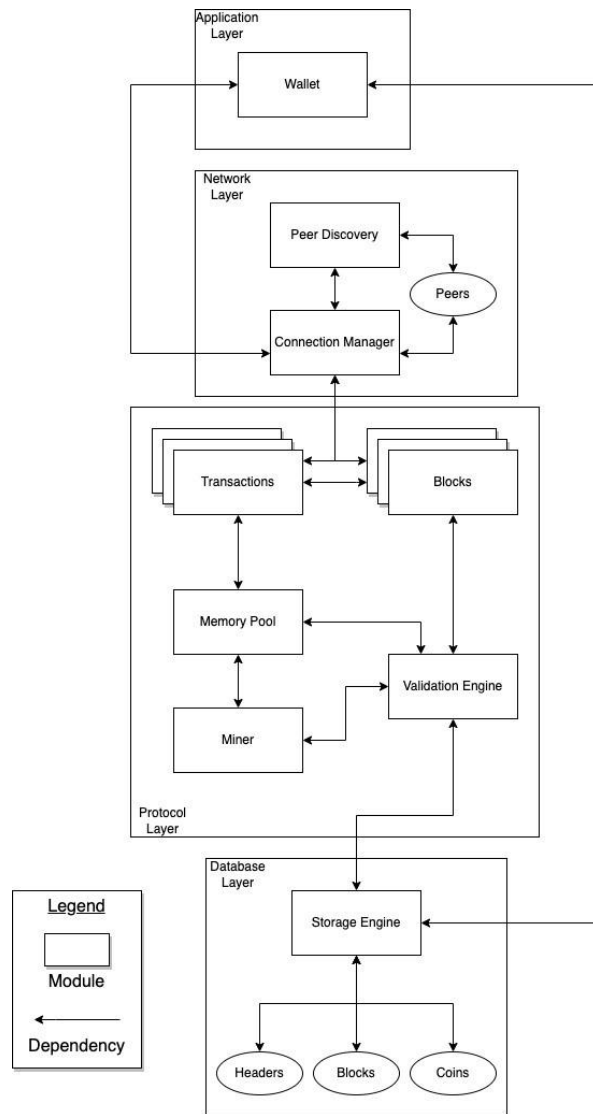 Application
Layer
Wallet
Network
Layer
Peer Discovery
Peers
Connection Manager
Transactions
Blocks
Memory Pool
Validation Engine
Miner
Protocol
Layer
Database
Layer
Storage Engine
Headers
Blocks
Coins
Legend
Module
Dependency